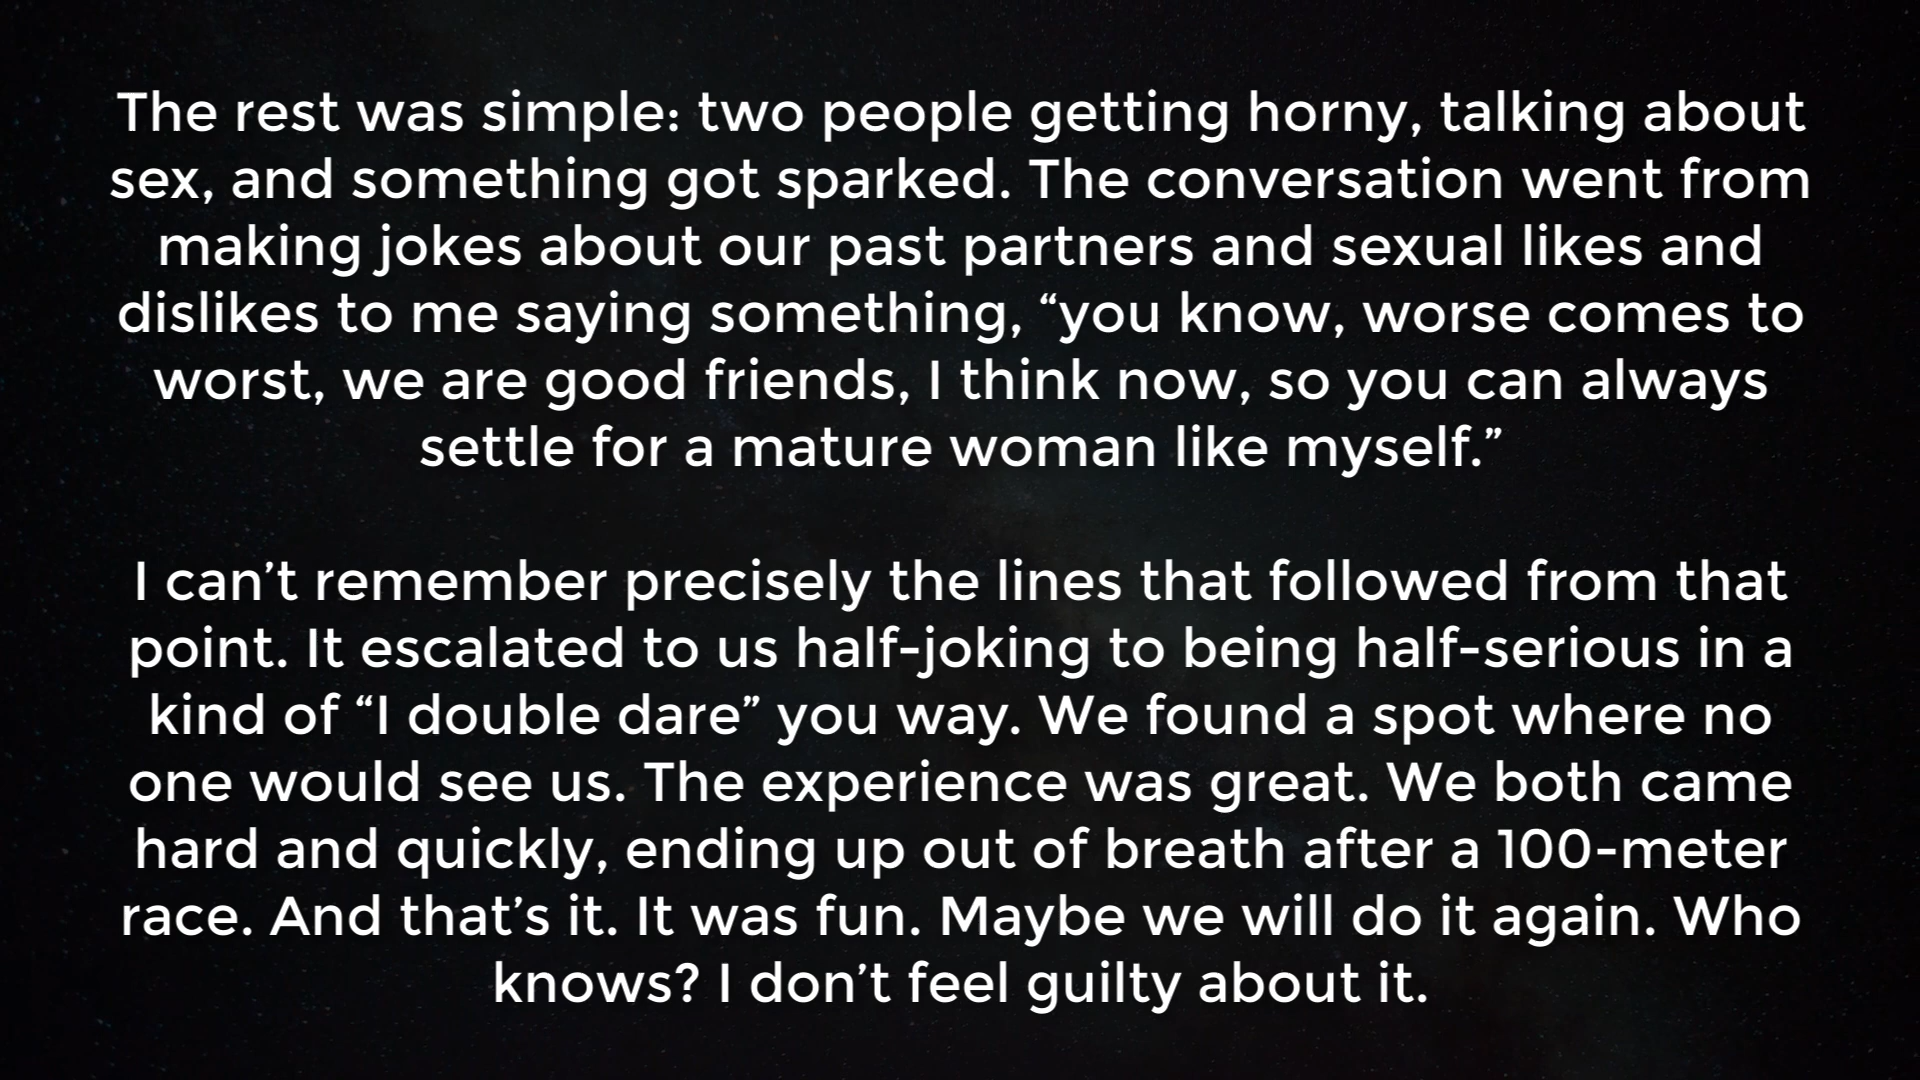 The rest was simple: two people getting horny, talking about
sex, and something got sparked. The conversation went from
making jokes about our past partners and sexual likes and
dislikes to me saying something, “you know, worse comes to
worst, we are good friends, I think now, so you can always
settle for a mature woman like myself.”
I can’t remember precisely the lines that followed from that
point. It escalated to us half-joking to being half-serious in a
kind of “I double dare” you way. We found a spot where no
one would see us. The experience was great. We both came
hard and quickly, ending up out of breath after a 100-meter
race. And that’s it. It was fun. Maybe we will do it again. Who
knows? I don’t feel guilty about it.